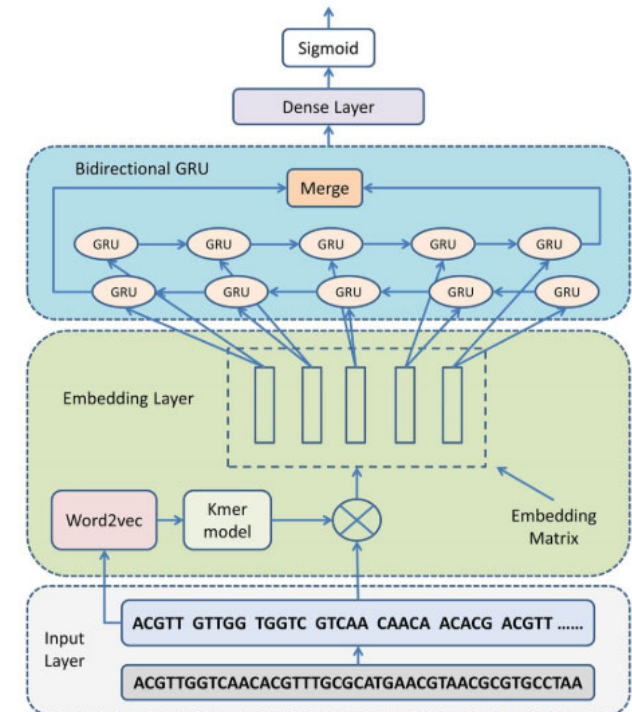 Sigmoid
Dense Layer
Bidirectional GRU
Merge
GRU GRU GRU GRU GRU
GRU GRU GRU GRU GRU
Embedding Layer
Word2vec
Kmer
model
Embedding
Matrix
Input
Layer
ACGTT GTTGG TGGTC GTCAA CAACA ACACG ACGTT ......
ACGTTGGTCAACACGTTTGCGCATGAACGTAACGCGTGCCTAA